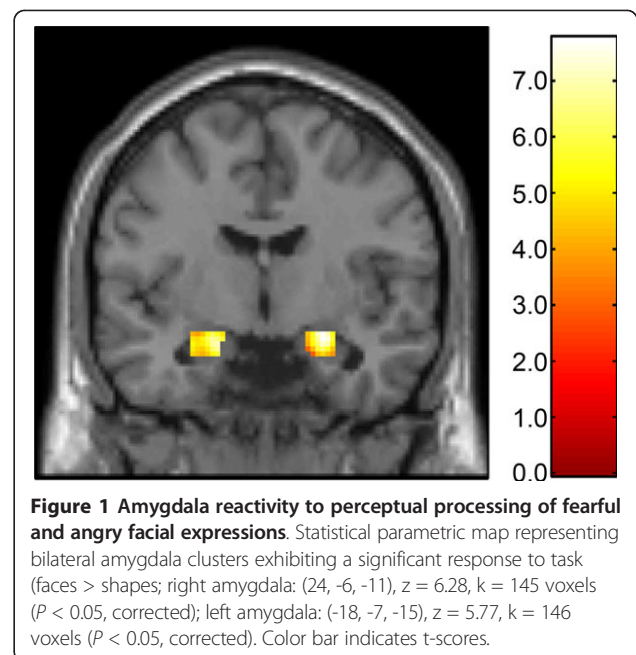 7.0
6.0
5.0
4.0
3.0
2.0
1.0
0.0
Figure 1 Amygdala reactivity to perceptual processing of fearful
and angry facial expressions. Statistical parametric map representing
bilateral amygdala clusters exhibiting a significant response to task
(faces > shapes; right amygdala: (24, -6, -11), z = 6.28, k = 145 voxels
(P < 0.05, corrected); left amygdala: (-18, -7, -15), z = 5.77, k = 146
voxels (P < 0.05, corrected). Color bar indicates t-scores.